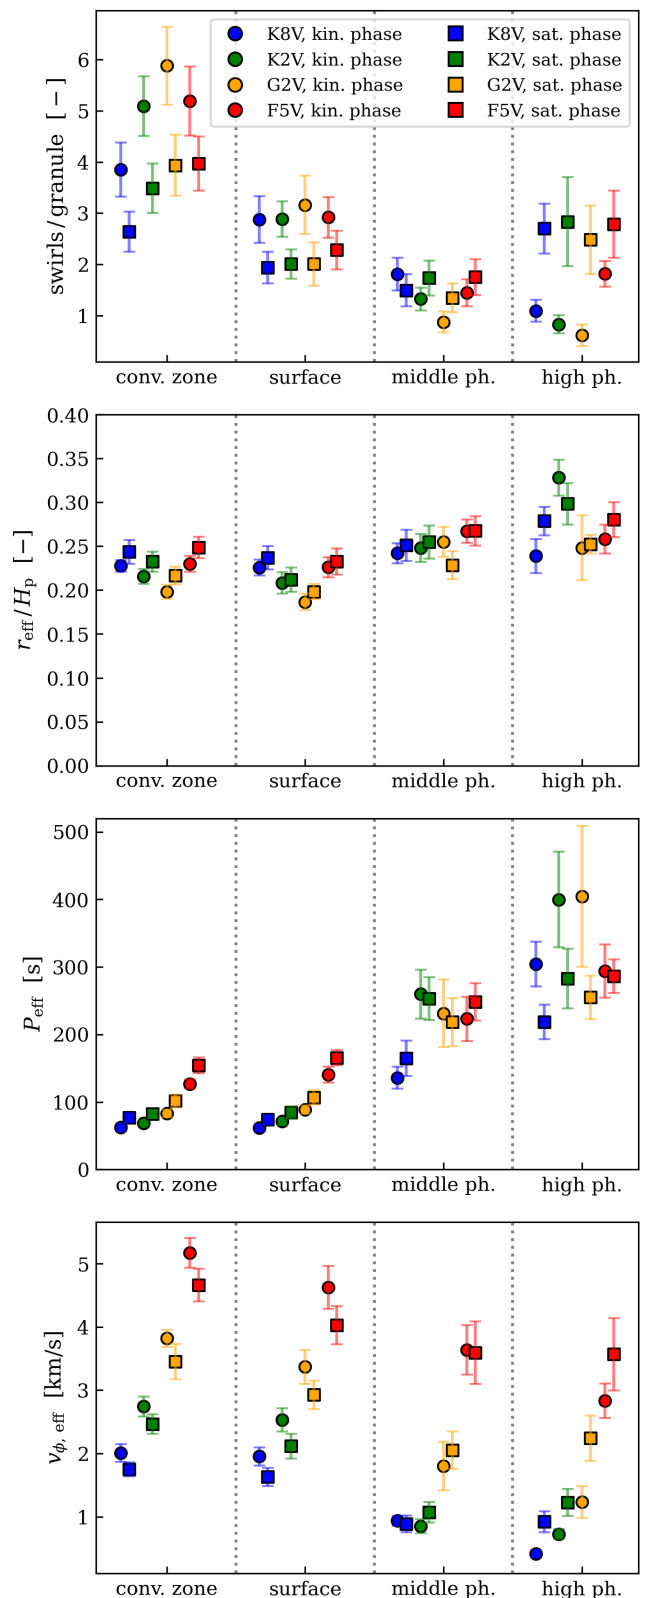 K8V, kin. phase K8V, sat. phase
K2V, kin. phase K2V, sat. phase
G2V, kin. phase G2V, sat. phase
F5V, kin. phase F5V, sat. phase
swirls/granule [−]
6
5
4
3
2
1
conv. zone surface middle ph. high ph.
r_eff/H_p [−]
0.40
0.35
0.30
0.25
0.20
0.15
0.10
0.05
0.00
conv. zone surface middle ph. high ph.
P_eff [s]
500
400
300
200
100
0
conv. zone surface middle ph. high ph.
v_ϕ, eff [km/s]
5
4
3
2
1
conv. zone surface middle ph. high ph.